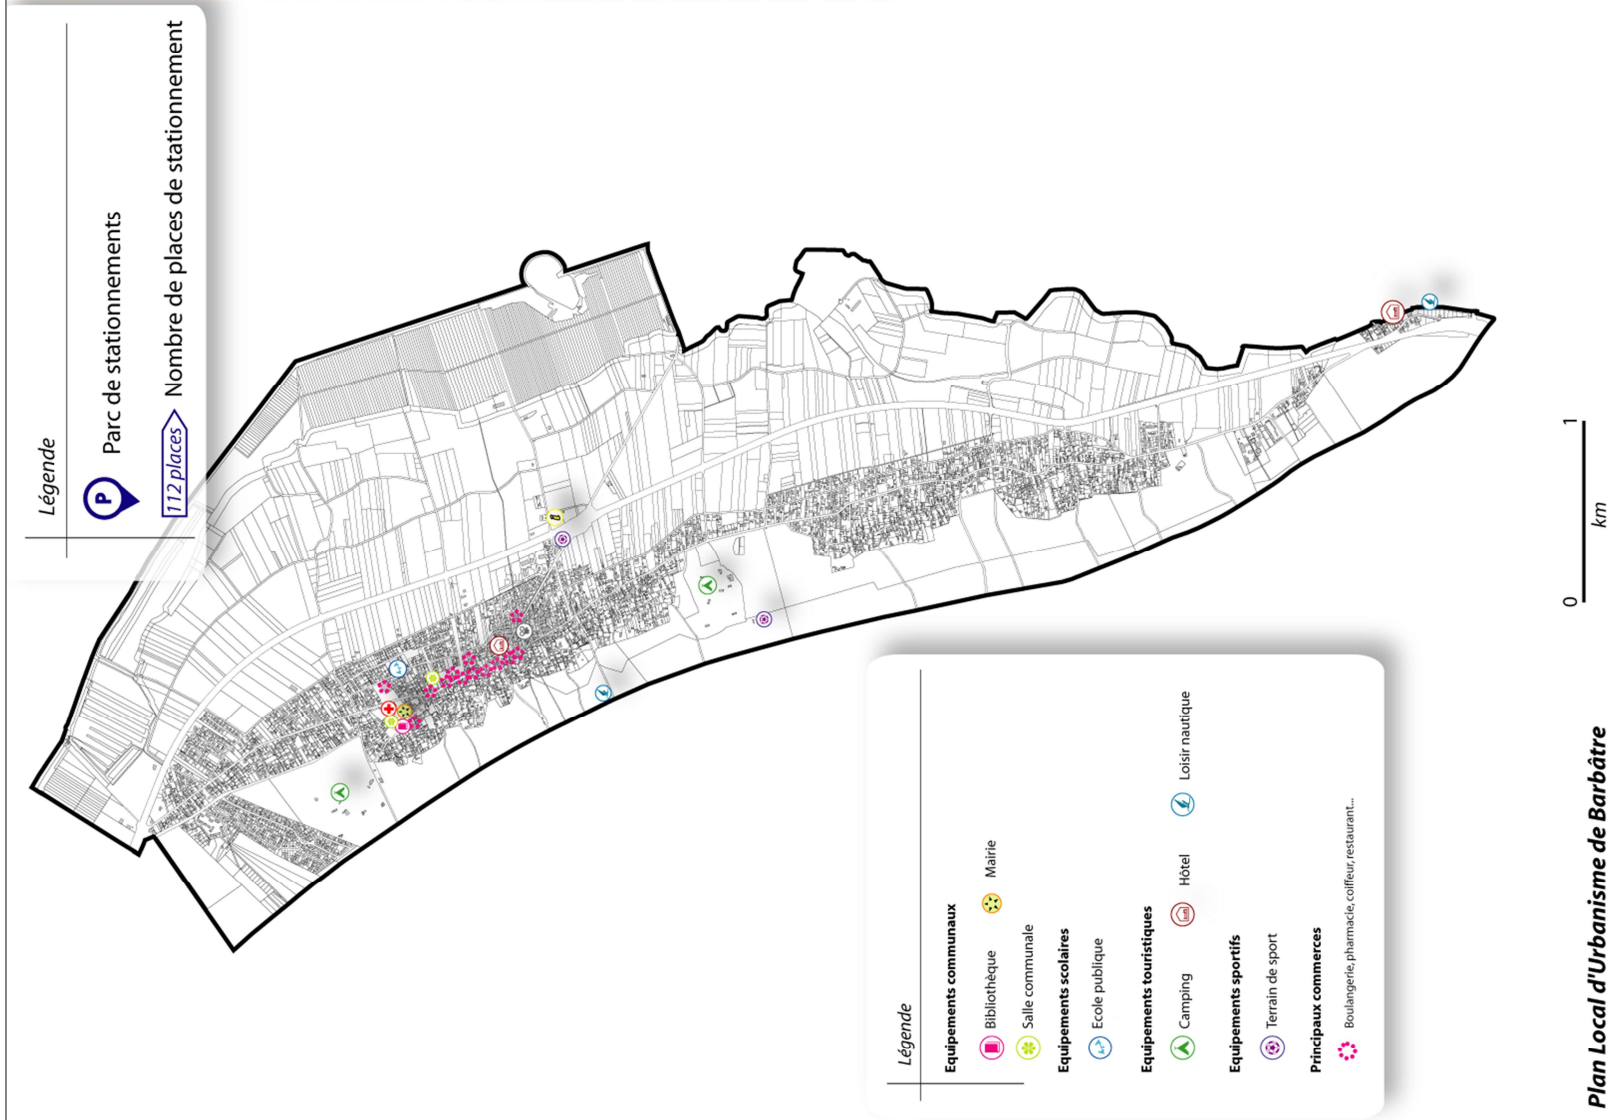 Légende
P
Parc de stationnements
112 places
Nombre de places de stationnement
Légende
Equipements communaux
Bibliothèque
Mairie
Salle communale
Equipements scolaires
Ecole publique
Equipements touristiques
Camping
Hôtel
Loisir nautique
Equipements sportifs
Terrain de sport
Principaux commerces
Boulangerie, pharmacie, coiffeur, restaurant...
0
1
km
Plan Local d'Urbanisme de Barbâtre